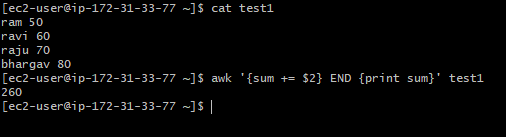 [ec2-user@ip-172-31-33-77 ~]$ cat test1
ram 50
ravi 60
raju 70
bhargav 80
[ec2-user@ip-172-31-33-77 ~]$ awk '{sum += $2} END {print sum}' test1
260
[ec2-user@ip-172-31-33-77 ~]$